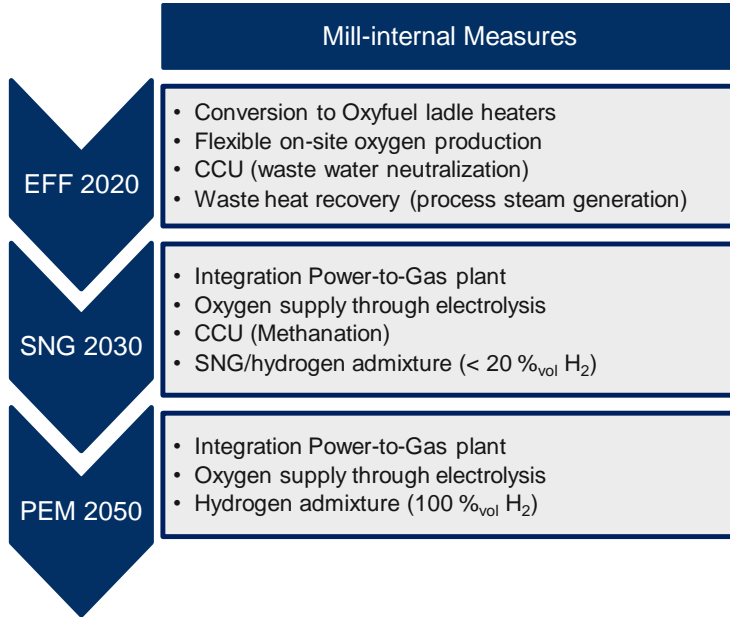 Mill-internal Measures
EFF 2020
• Conversion to Oxyfuel ladle heaters
• Flexible on-site oxygen production
• CCU (waste water neutralization)
• Waste heat recovery (process steam generation)
SNG 2030
• Integration Power-to-Gas plant
• Oxygen supply through electrolysis
• CCU (Methanation)
• SNG/hydrogen admixture (< 20 %vol H2)
PEM 2050
• Integration Power-to-Gas plant
• Oxygen supply through electrolysis
• Hydrogen admixture (100 %vol H2)